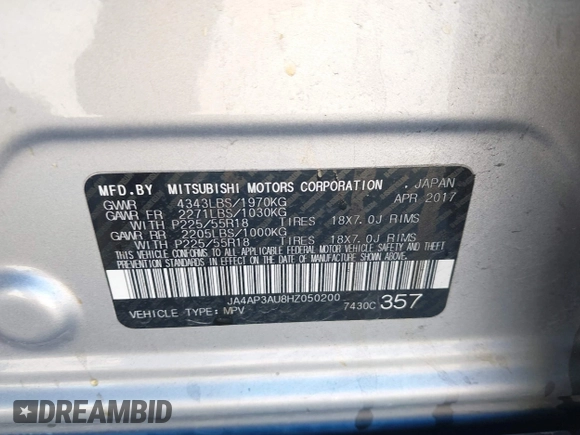 MFD.BY MITSUBISHI MOTORS CORPORATION . JAPAN
GVWR 4343LBS/1970KG APR 2017
GAWR FR 2271LBS/1030KG
WITH P225/55R18 TIRES 18X7.0J RIMS
GAWR RR 2205LBS/1000KG
WITH P225/55R18 TIRES 18X7.0J RIMS
THIS VEHICLE CONFORMS TO ALL APPLICABLE FEDERAL MOTOR VEHICLE SAFETY AND THEFT
PREVENTION STANDARDS IN EFFECT ON THE DATE OF MANUFACTURE SHOWN ABOVE.
JA4AP3AU8HZ050200
VEHICLE TYPE: MPV 7430C 357
DREAMBID